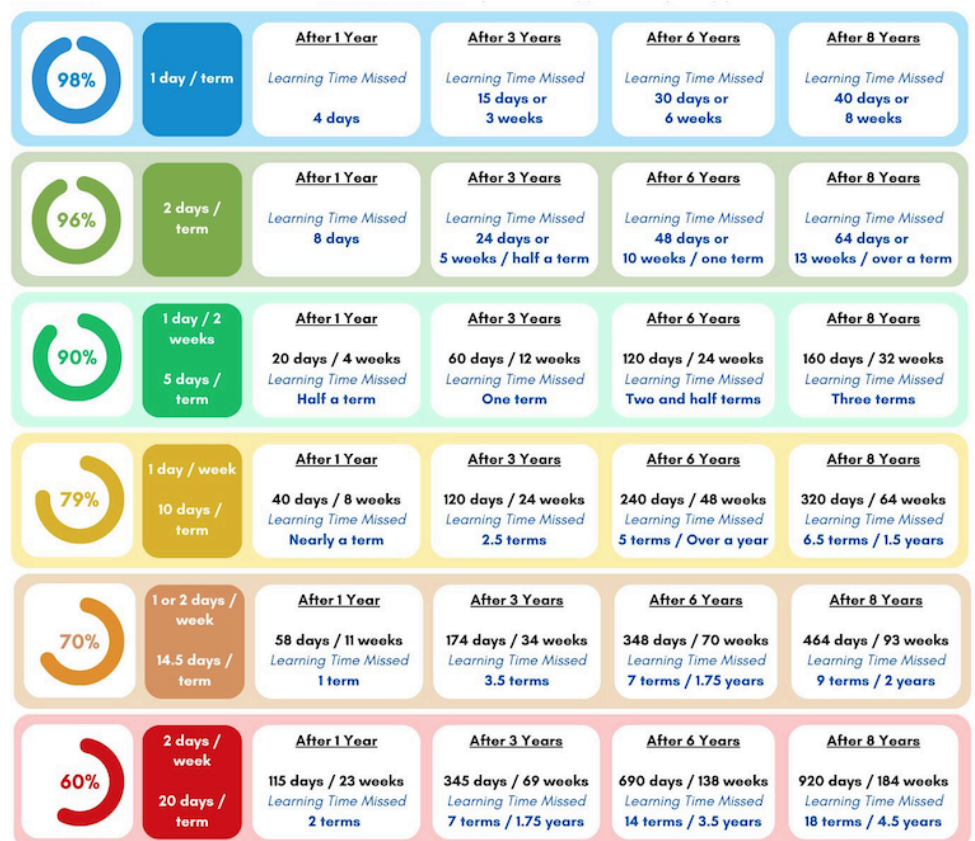 98%
1 day / term
After 1 Year
Learning Time Missed
4 days
After 3 Years
Learning Time Missed
15 days or
3 weeks
After 6 Years
Learning Time Missed
30 days or
6 weeks
After 8 Years
Learning Time Missed
40 days or
8 weeks
96%
2 days /
term
After 1 Year
Learning Time Missed
8 days
After 3 Years
Learning Time Missed
24 days or
5 weeks / half a term
After 6 Years
Learning Time Missed
48 days or
10 weeks / one term
After 8 Years
Learning Time Missed
64 days or
13 weeks / over a term
90%
1 day / 2
weeks
5 days /
term
After 1 Year
20 days / 4 weeks
Learning Time Missed
Half a term
After 3 Years
60 days / 12 weeks
Learning Time Missed
One term
After 6 Years
120 days / 24 weeks
Learning Time Missed
Two and half terms
After 8 Years
160 days / 32 weeks
Learning Time Missed
Three terms
79%
1 day / week
10 days /
term
After 1 Year
40 days / 8 weeks
Learning Time Missed
Nearly a term
After 3 Years
120 days / 24 weeks
Learning Time Missed
2.5 terms
After 6 Years
240 days / 48 weeks
Learning Time Missed
5 terms / Over a year
After 8 Years
320 days / 64 weeks
Learning Time Missed
6.5 terms / 1.5 years
70%
1 or 2 days /
week
14.5 days /
term
After 1 Year
58 days / 11 weeks
Learning Time Missed
1 term
After 3 Years
174 days / 34 weeks
Learning Time Missed
3.5 terms
After 6 Years
348 days / 70 weeks
Learning Time Missed
7 terms / 1.75 years
After 8 Years
464 days / 93 weeks
Learning Time Missed
9 terms / 2 years
60%
2 days /
week
20 days /
term
After 1 Year
115 days / 23 weeks
Learning Time Missed
2 terms
After 3 Years
345 days / 69 weeks
Learning Time Missed
7 terms / 1.75 years
After 6 Years
690 days / 138 weeks
Learning Time Missed
14 terms / 3.5 years
After 8 Years
920 days / 184 weeks
Learning Time Missed
18 terms / 4.5 years